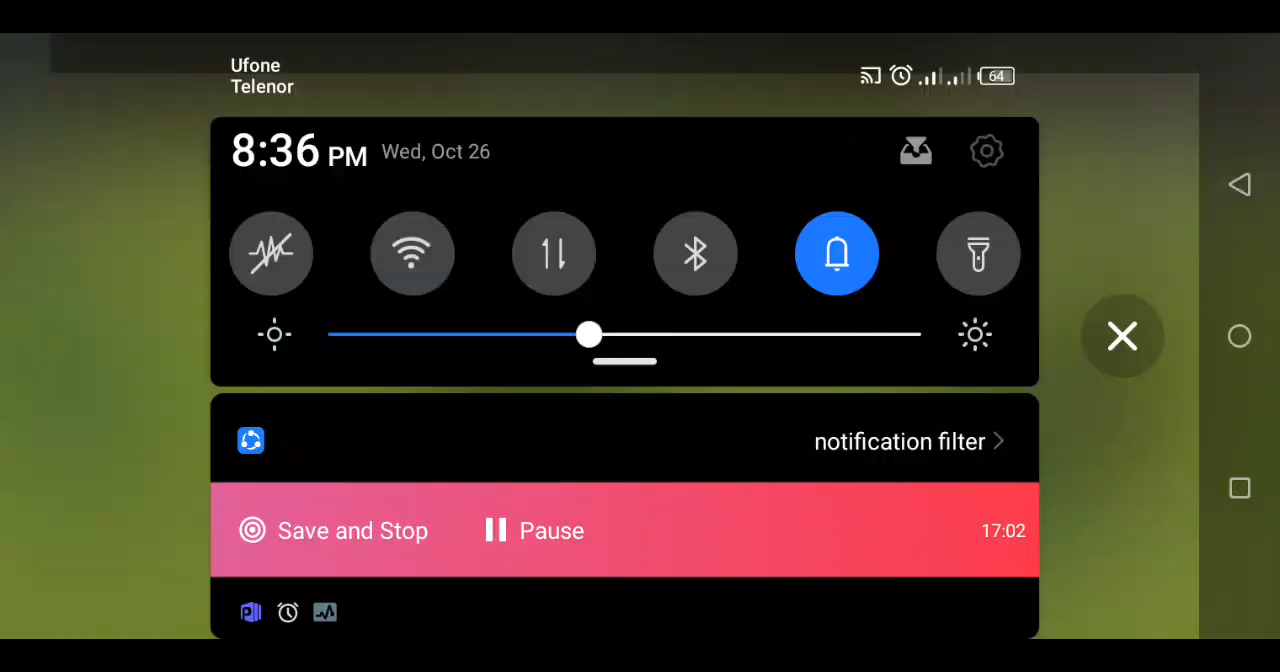 Ufone
Telenor
64
8:36 PM Wed, Oct 26
notification filter
Save and Stop Pause 17:02